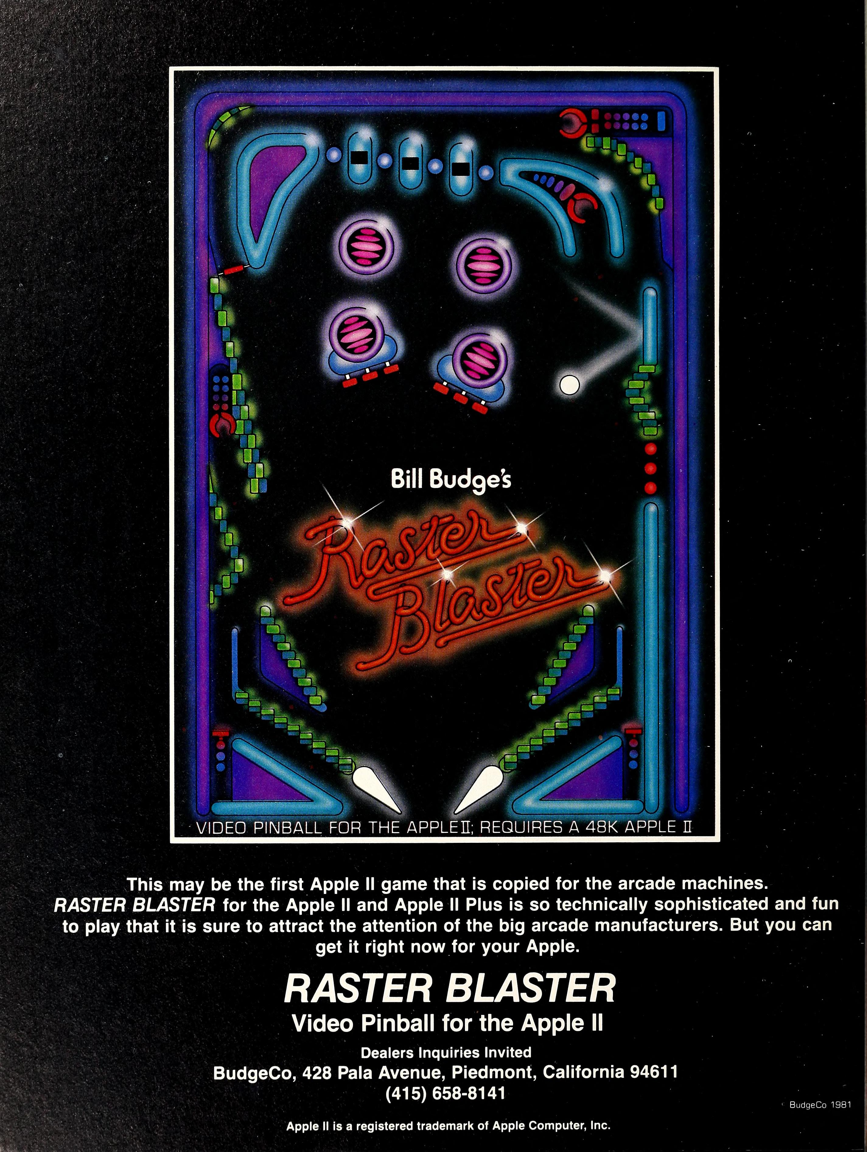 Bill Budge's
Raster
Blaster
VIDEO PINBALL FOR THE APPLE II; REQUIRES A 48K APPLE II
This may be the first Apple II game that is copied for the arcade machines.
RASTER BLASTER for the Apple II and Apple II Plus is so technically sophisticated and fun
to play that it is sure to attract the attention of the big arcade manufacturers. But you can
get it right now for your Apple.
RASTER BLASTER
Video Pinball for the Apple II
Dealers Inquiries Invited
BudgeCo, 428 Pala Avenue, Piedmont, California 94611
(415) 658-8141
BudgeCo 1981
Apple II is a registered trademark of Apple Computer, Inc.